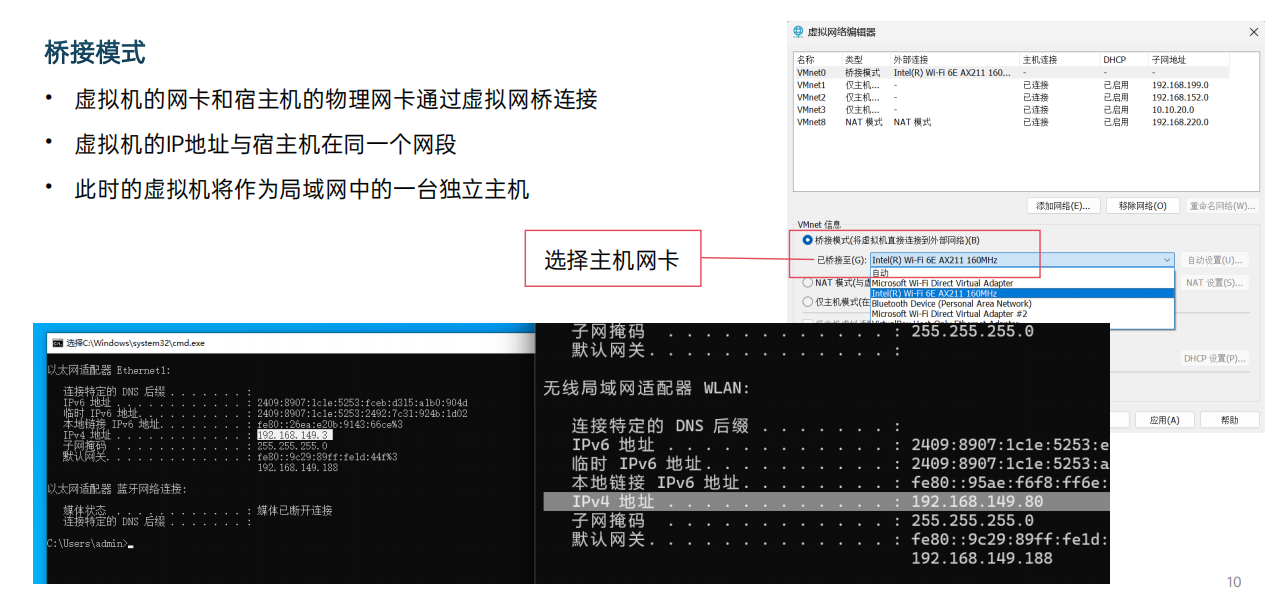 桥接模式
• 虚拟机的网卡和宿主机的物理网卡通过虚拟网桥连接
• 虚拟机的IP地址与宿主机在同一个网段
• 此时的虚拟机将作为局域网中的一台独立主机
选择主机网卡
虚拟网络编辑器
名称 类型 外部连接 主机连接 DHCP 子网地址
VMnet0 桥接模式 Intel(R) Wi-Fi 6E AX211 160... - - -
VMnet1 仅主机... - 已连接 已启用 192.168.199.0
VMnet2 仅主机... - 已连接 已启用 192.168.152.0
VMnet3 仅主机... - 已连接 已启用 10.10.20.0
VMnet8 NAT 模式 NAT 模式 已连接 已启用 192.168.220.0
添加网络(E)... 移除网络(O) 重命名网络(W)...
VMnet 信息
桥接模式(将虚拟机直接连接到外部网络)(B)
已桥接至(G): Intel(R) Wi-Fi 6E AX211 160MHz 自动设置(U)...
自动
NAT 模式(与虚 Microsoft Wi-Fi Direct Virtual Adapter NAT 设置(S)...
Intel(R) Wi-Fi 6E AX211 160MHz
仅主机模式(在 Bluetooth Device (Personal Area Network)
Microsoft Wi-Fi Direct Virtual Adapter #2
DHCP 设置(P)...
应用(A) 帮助
选择C:\Windows\system32\cmd.exe
以太网适配器 Ethernet1:
连接特定的 DNS 后缀 . . . . . . . :
IPv6 地址 . . . . . . . . . . . . : 2409:8907:1c1e:5253:fceb:d315:a1b0:904d
临时 IPv6 地址. . . . . . . . . . : 2409:8907:1c1e:5253:2492:7c31:924b:1d02
本地链接 IPv6 地址. . . . . . . . : fe80::26ea:e20b:9143:66ce%3
IPv4 地址 . . . . . . . . . . . . : 192.168.149.3
子网掩码 . . . . . . . . . . . . : 255.255.255.0
默认网关. . . . . . . . . . . . . : fe80::9c29:89ff:fe1d:44f%3
192.168.149.188
以太网适配器 蓝牙网络连接:
媒体状态 . . . . . . . . . . . . : 媒体已断开连接
连接特定的 DNS 后缀 . . . . . . . :
C:\Users\admin>
子网掩码 . . . . . . . . . . . . : 255.255.255.0
默认网关. . . . . . . . . . . . . :
无线局域网适配器 WLAN:
连接特定的 DNS 后缀 . . . . . . . :
IPv6 地址 . . . . . . . . . . . . : 2409:8907:1c1e:5253:e
临时 IPv6 地址. . . . . . . . . . : 2409:8907:1c1e:5253:a
本地链接 IPv6 地址. . . . . . . . : fe80::95ae:f6f8:ff6e:
IPv4 地址 . . . . . . . . . . . . : 192.168.149.80
子网掩码 . . . . . . . . . . . . : 255.255.255.0
默认网关. . . . . . . . . . . . . : fe80::9c29:89ff:fe1d:
192.168.149.188
10